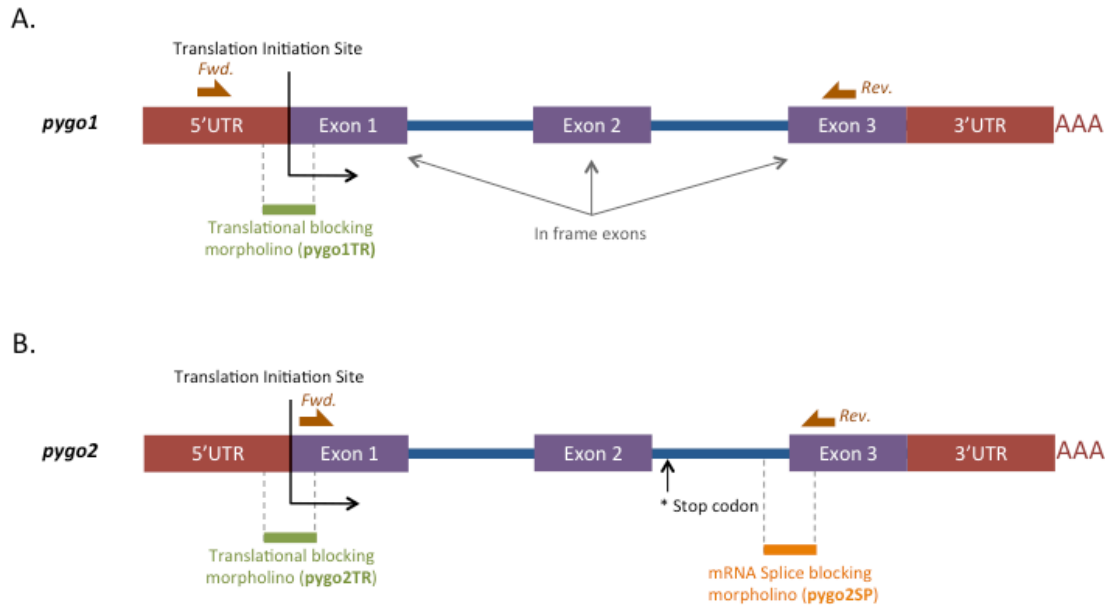 A.
Translation Initiation Site
Fwd.
Rev.
pygo1
5'UTR
Exon 1
Exon 2
Exon 3
3'UTR
AAA
Translational blocking
morpholino (pygo1TR)
In frame exons
B.
Translation Initiation Site
Fwd.
Rev.
pygo2
5'UTR
Exon 1
Exon 2
Exon 3
3'UTR
AAA
* Stop codon
Translational blocking
morpholino (pygo2TR)
mRNA Splice blocking
morpholino (pygo2SP)